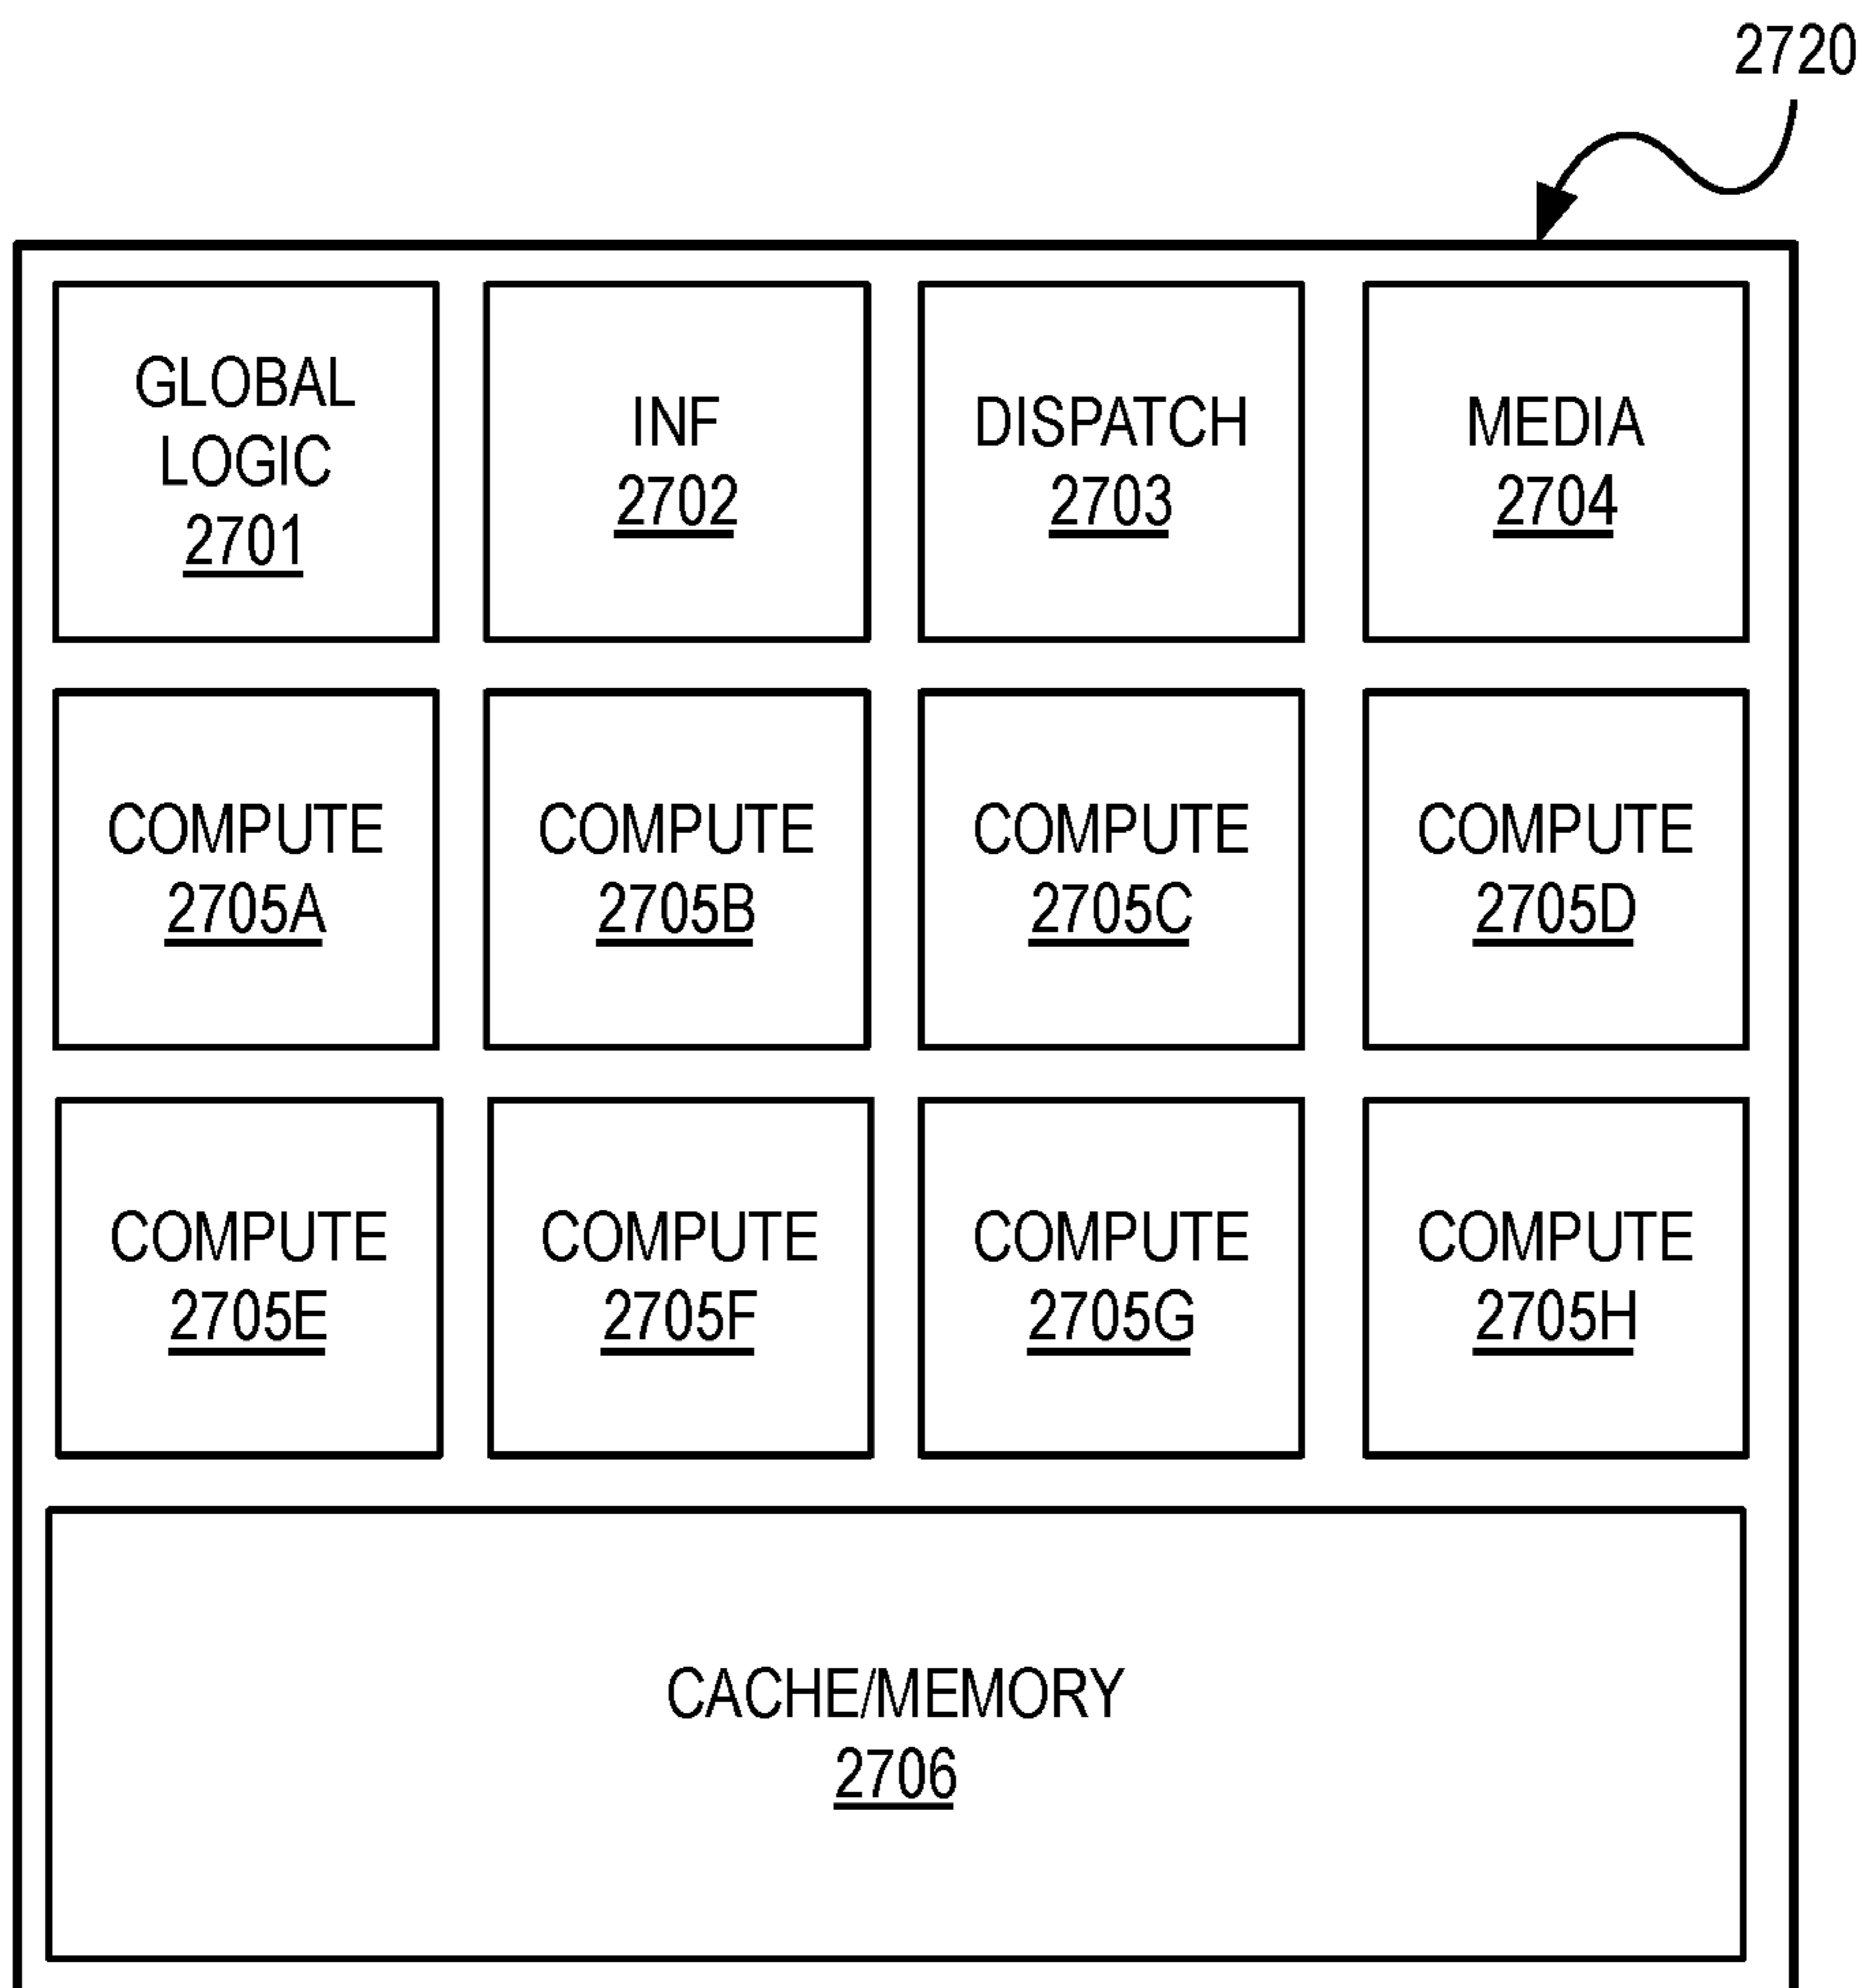 2720
GLOBAL
LOGIC
2701
INF
2702
DISPATCH
2703
MEDIA
2704
COMPUTE
2705A
COMPUTE
2705B
COMPUTE
2705C
COMPUTE
2705D
COMPUTE
2705E
COMPUTE
2705F
COMPUTE
2705G
COMPUTE
2705H
CACHE/MEMORY
2706